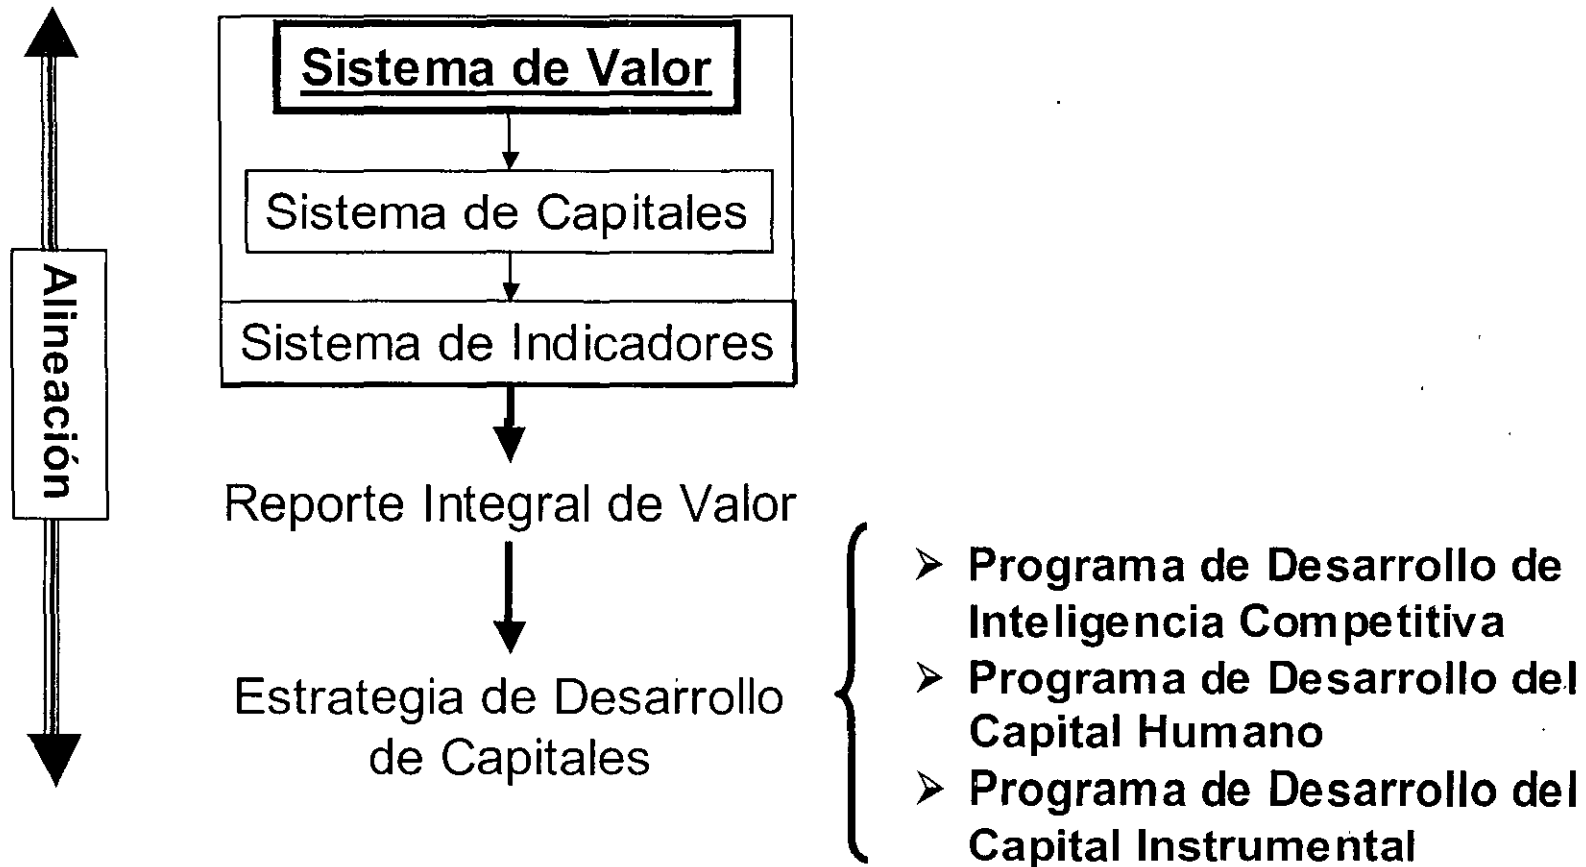 Sistema de Valor
Sistema de Capitales
Sistema de Indicadores
Alineación
Reporte Integral de Valor
Estrategia de Desarrollo
de Capitales
➢ Programa de Desarrollo de
Inteligencia Competitiva
➢ Programa de Desarrollo del
Capital Humano
➢ Programa de Desarrollo del
Capital Instrumental